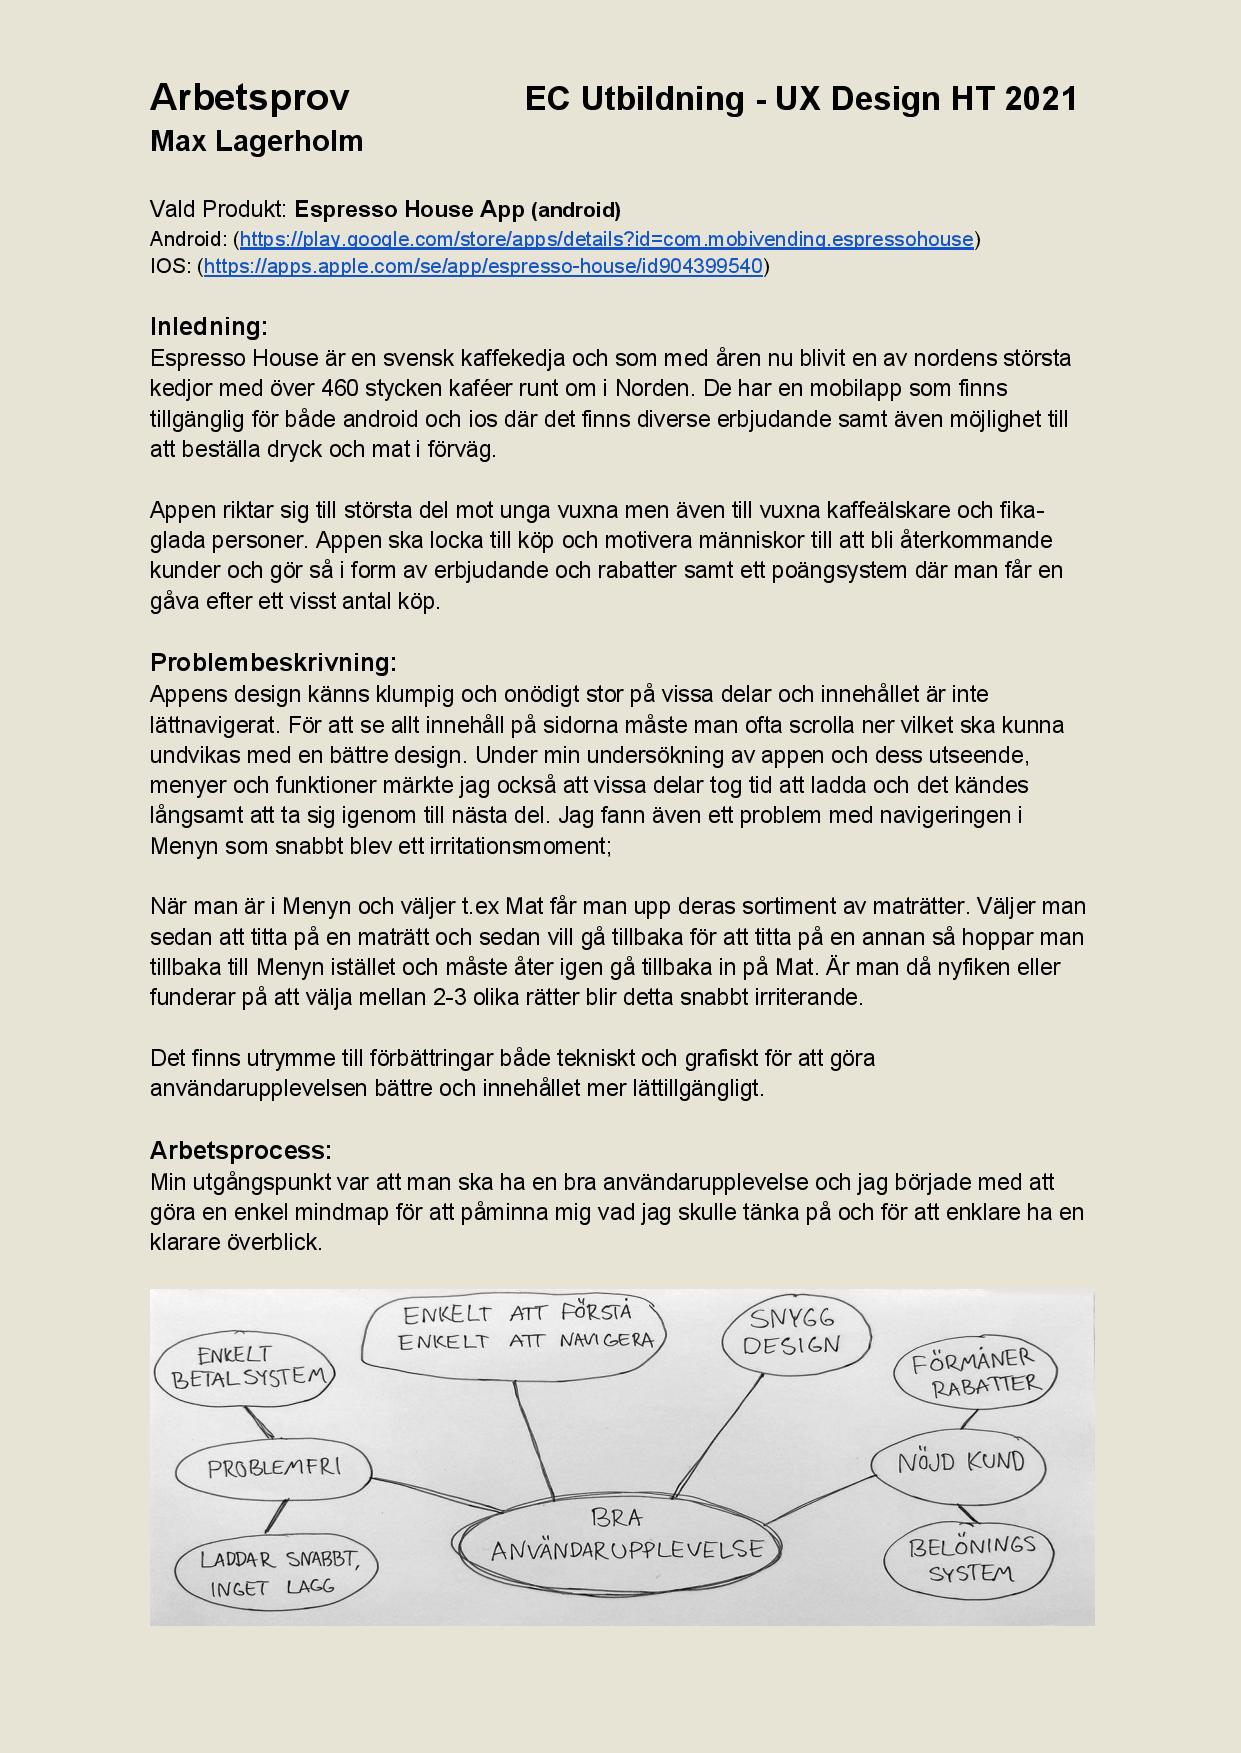 Arbetsprov EC Utbildning - UX Design HT 2021
Max Lagerholm
Vald Produkt: Espresso House App (android)
Android: (https://play.google.com/store/apps/details?id=com.mobivending.espressohouse)
IOS: (https://apps.apple.com/se/app/espresso-house/id904399540)
Inledning:
Espresso House är en svensk kaffekedja och som med åren nu blivit en av nordens största
kedjor med över 460 stycken kaféer runt om i Norden. De har en mobilapp som finns
tillgänglig för både android och ios där det finns diverse erbjudande samt även möjlighet till
att beställa dryck och mat i förväg.
Appen riktar sig till största del mot unga vuxna men även till vuxna kaffeälskare och fika-
glada personer. Appen ska locka till köp och motivera människor till att bli återkommande
kunder och gör så i form av erbjudande och rabatter samt ett poängsystem där man får en
gåva efter ett visst antal köp.
Problembeskrivning:
Appens design känns klumpig och onödigt stor på vissa delar och innehållet är inte
lättnavigerat. För att se allt innehåll på sidorna måste man ofta scrolla ner vilket ska kunna
undvikas med en bättre design. Under min undersökning av appen och dess utseende,
menyer och funktioner märkte jag också att vissa delar tog tid att ladda och det kändes
långsamt att ta sig igenom till nästa del. Jag fann även ett problem med navigeringen i
Menyn som snabbt blev ett irritationsmoment;
När man är i Menyn och väljer t.ex Mat får man upp deras sortiment av maträtter. Väljer man
sedan att titta på en maträtt och sedan vill gå tillbaka för att titta på en annan så hoppar man
tillbaka till Menyn istället och måste åter igen gå tillbaka in på Mat. Är man då nyfiken eller
funderar på att välja mellan 2-3 olika rätter blir detta snabbt irriterande.
Det finns utrymme till förbättringar både tekniskt och grafiskt för att göra
användarupplevelsen bättre och innehållet mer lättillgängligt.
Arbetsprocess:
Min utgångspunkt var att man ska ha en bra användarupplevelse och jag började med att
göra en enkel mindmap för att påminna mig vad jag skulle tänka på och för att enklare ha en
klarare överblick.
ENKELT
BETALSYSTEM
ENKELT ATT FÖRSTÅ
ENKELT ATT NAVIGERA
SNYGG
DESIGN
FÖRMÅNER
RABATTER
PROBLEMFRI
NÖJD KUND
BRA
ANVÄNDARUPPLEVELSE
LADDAR SNABBT,
INGET LAGG
BELÖNINGS
SYSTEM